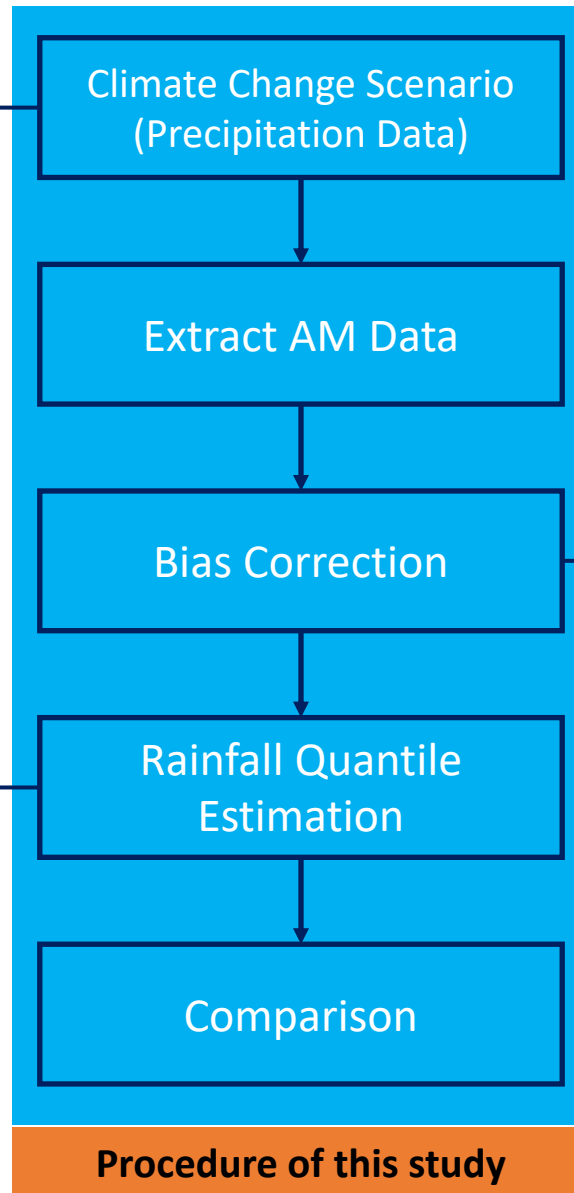 Climate Change Scenario
(Precipitation Data)
Extract AM Data
Bias Correction
Rainfall Quantile
Estimation
Comparison
Procedure of this study